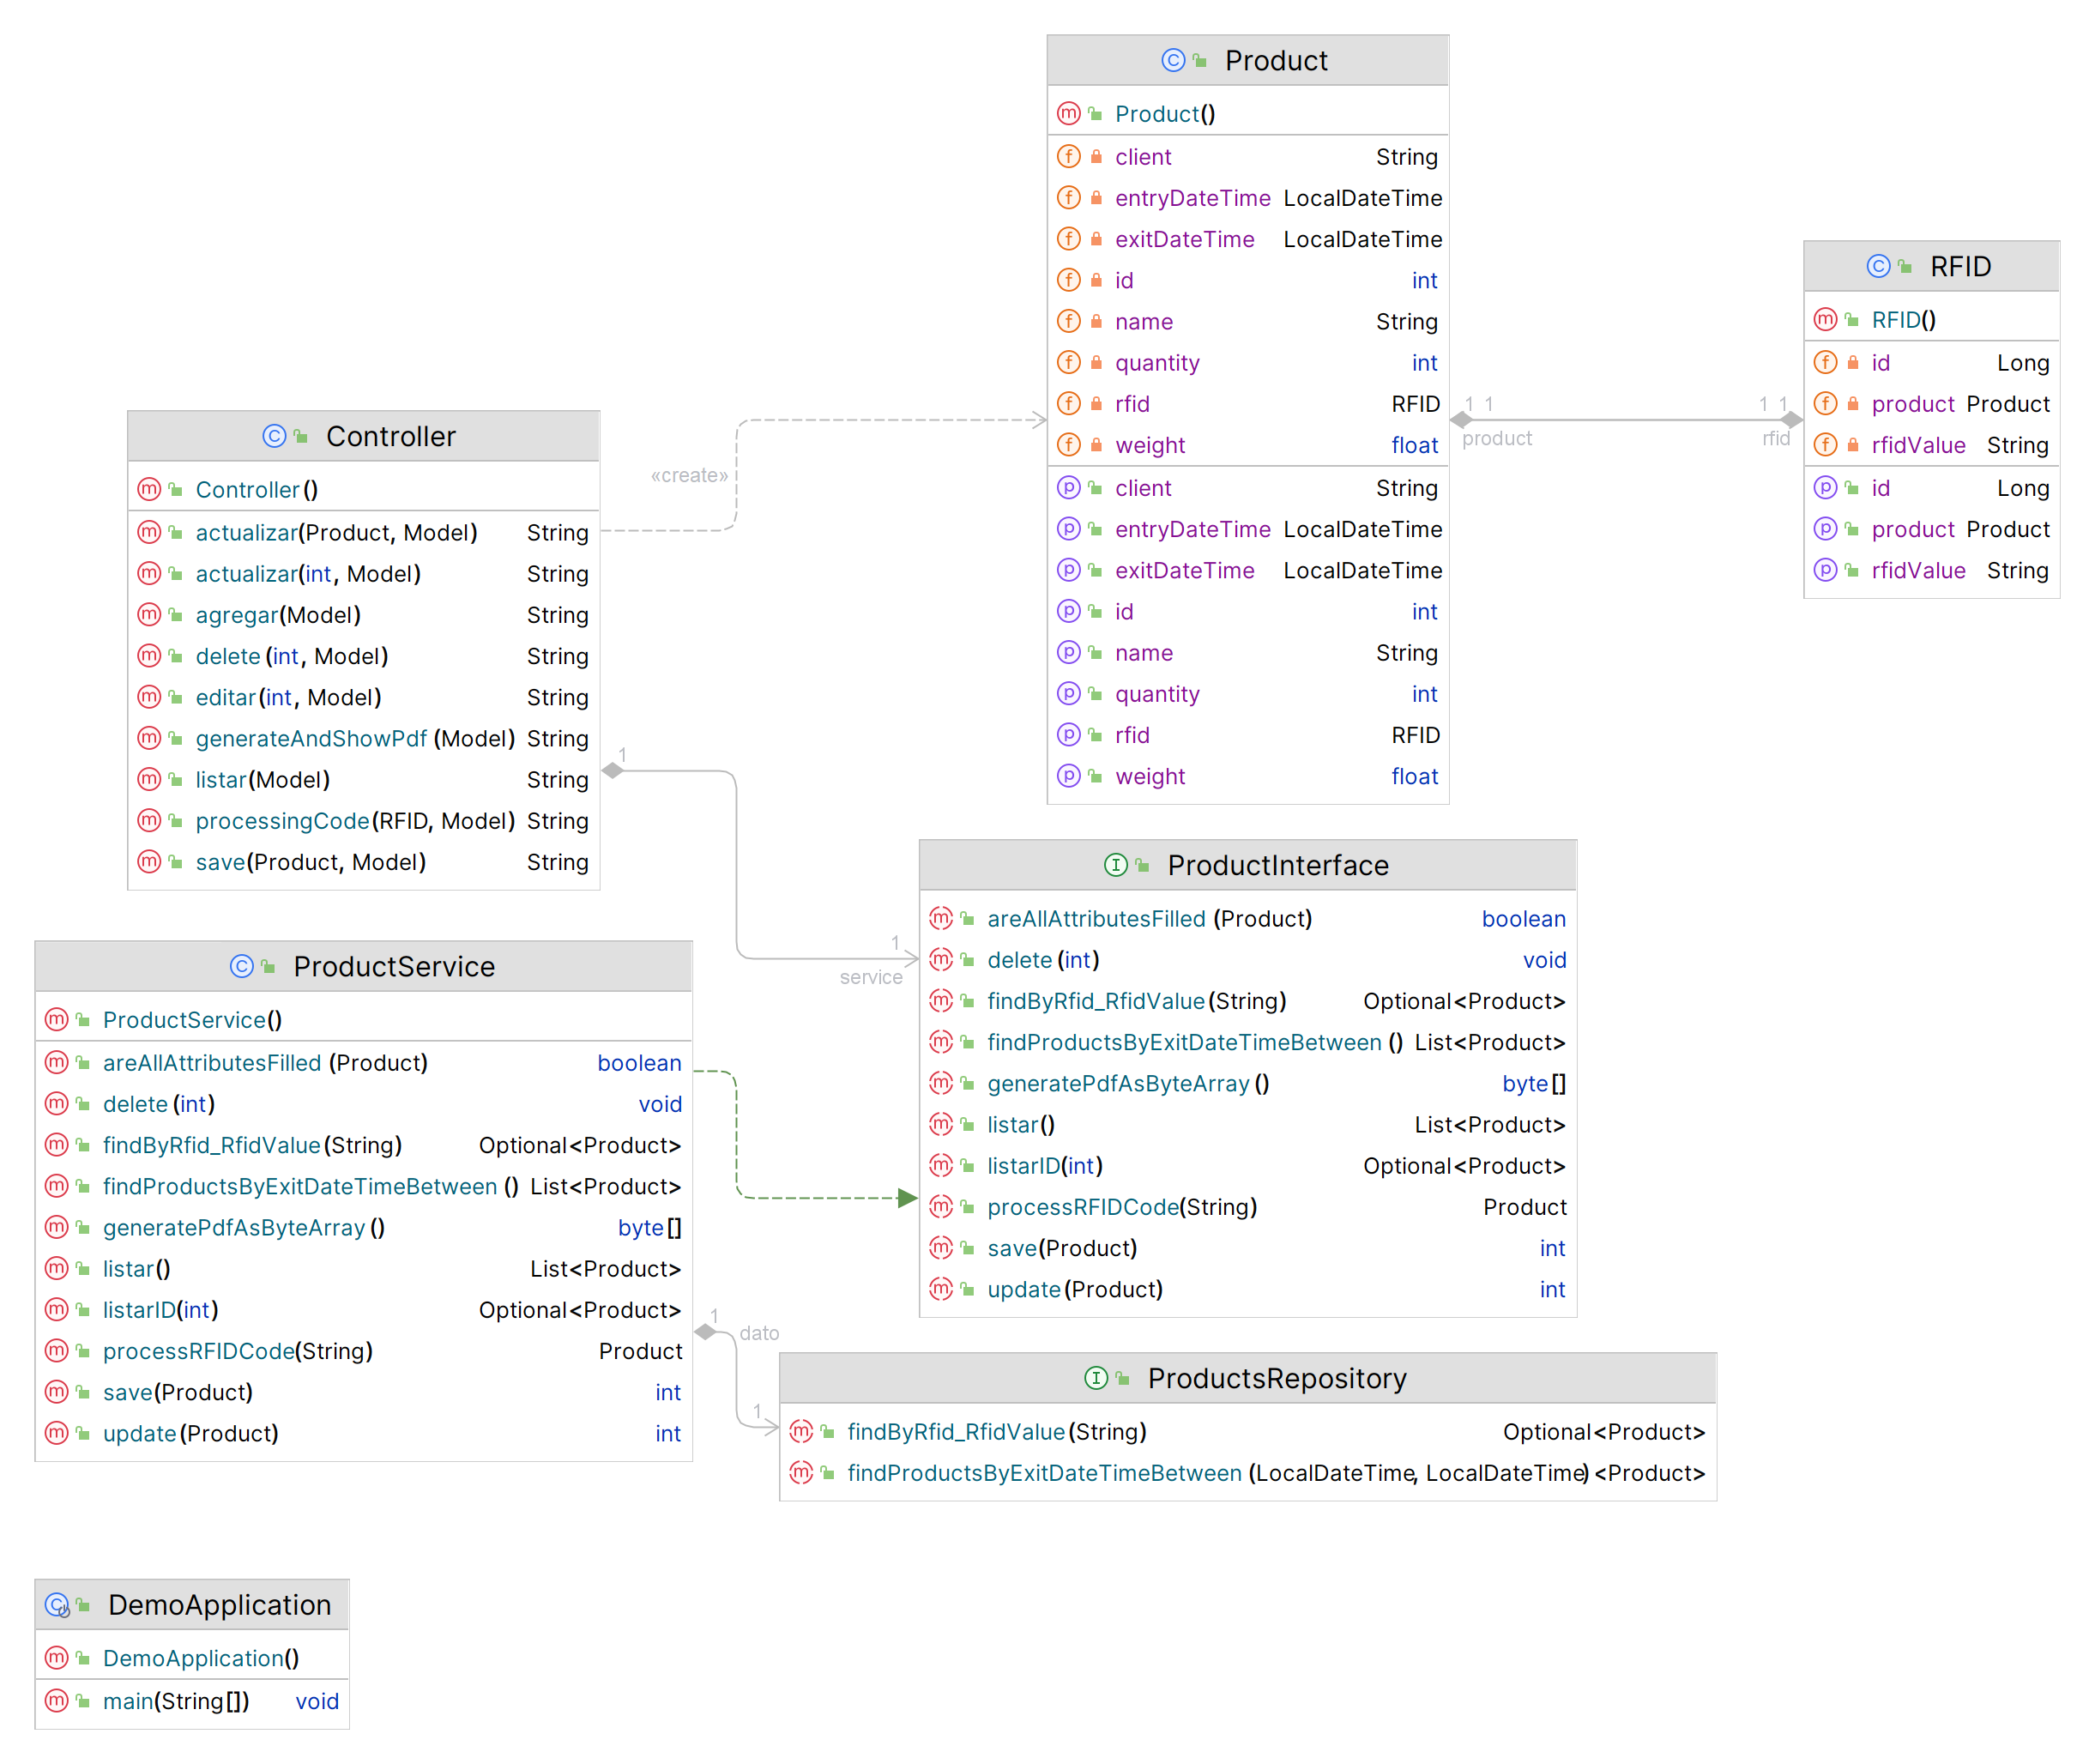 Product
Product()
client String
entryDateTime LocalDateTime
exitDateTime LocalDateTime
id int
name String
quantity int
rfid RFID
weight float
client String
entryDateTime LocalDateTime
exitDateTime LocalDateTime
id int
name String
quantity int
rfid RFID
weight float
RFID
RFID()
id Long
product Product
rfidValue String
id Long
product Product
rfidValue String
1 1
product
1 1
rfid
Controller
Controller()
actualizar(Product, Model) String
actualizar(int, Model) String
agregar(Model) String
delete(int, Model) String
editar(int, Model) String
generateAndShowPdf(Model) String
listar(Model) String
processingCode(RFID, Model) String
save(Product, Model) String
«create»
1
1
service
ProductInterface
areAllAttributesFilled(Product) boolean
delete(int) void
findByRfid_RfidValue(String) Optional<Product>
findProductsByExitDateTimeBetween() List<Product>
generatePdfAsByteArray() byte[]
listar() List<Product>
listarID(int) Optional<Product>
processRFIDCode(String) Product
save(Product) int
update(Product) int
ProductService
ProductService()
areAllAttributesFilled(Product) boolean
delete(int) void
findByRfid_RfidValue(String) Optional<Product>
findProductsByExitDateTimeBetween() List<Product>
generatePdfAsByteArray() byte[]
listar() List<Product>
listarID(int) Optional<Product>
processRFIDCode(String) Product
save(Product) int
update(Product) int
1
dato
1
ProductsRepository
findByRfid_RfidValue(String) Optional<Product>
findProductsByExitDateTimeBetween(LocalDateTime, LocalDateTime) <Product>
DemoApplication
DemoApplication()
main(String[]) void